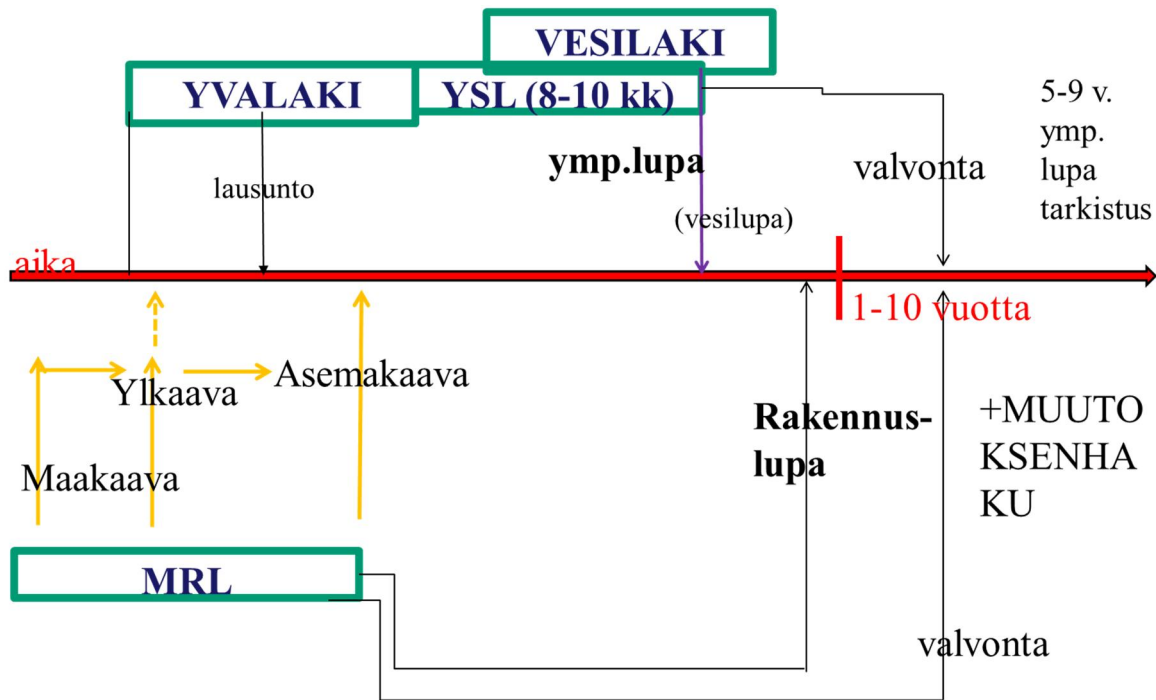 VESILAKI
YVALAKI
YSL (8-10 kk)
5-9 v.
ymp.
lupa
tarkistus
ymp.lupa
valvonta
lausunto
(vesilupa)
aika
1-10 vuotta
Asemakaava
Ylkaava
Maakaava
Rakennus-
lupa
+MUUTO
KSENHA
KU
MRL
valvonta